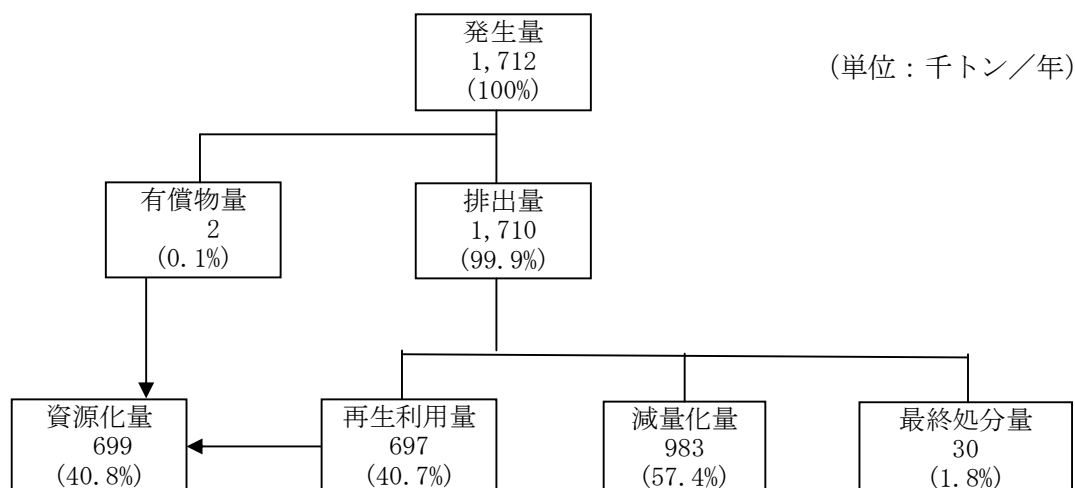 発生量
1,712
(100%)
(単位:千トン/年)
有償物量
2
(0.1%)
排出量
1,710
(99.9%)
資源化量
699
(40.8%)
再生利用量
697
(40.7%)
減量化量
983
(57.4%)
最終処分量
30
(1.8%)